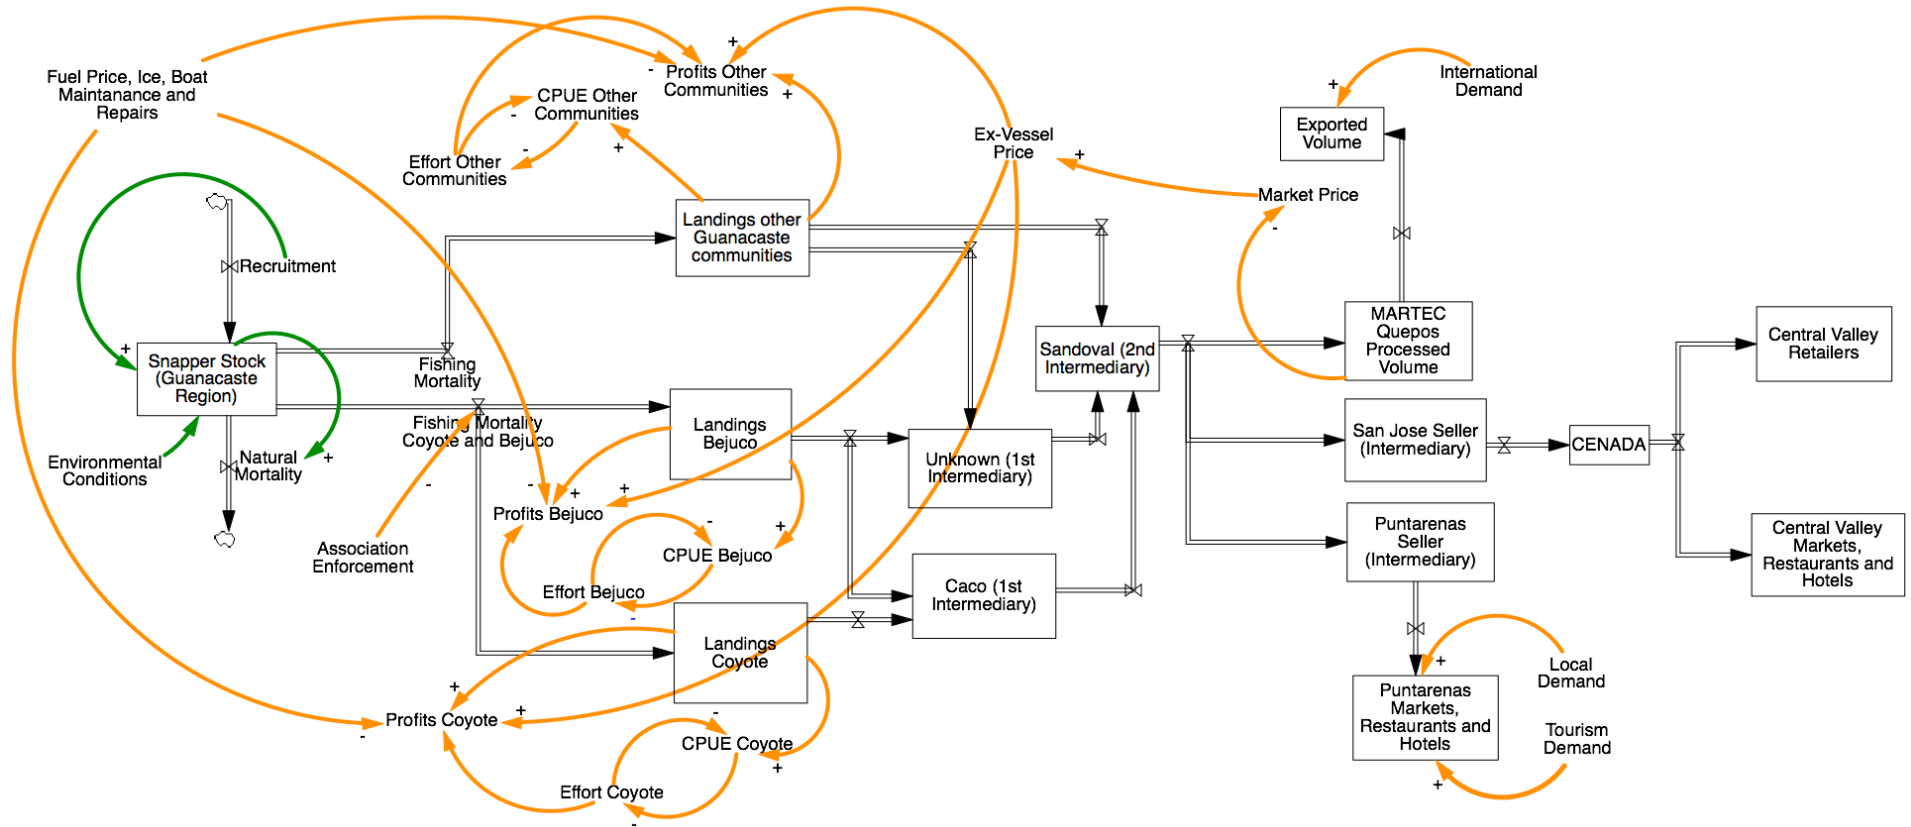 Fuel Price, Ice, Boat
Maintanance and
Repairs
+
-
Profits Other
Communities
+
CPUE Other
Communities
-
-
+
Effort Other
Communities
Ex-Vessel
Price
+
International
Demand
+
Exported
Volume
Market Price
-
Landings other
Guanacaste
communities
Recruitment
+
Snapper Stock
(Guanacaste
Region)
Fishing
Mortality
Fishing Mortality
Coyote and Bejuco
Environmental
Conditions
Natural
Mortality
+
-
Association
Enforcement
Landings
Bejuco
-
+
+
Profits Bejuco
-
+
CPUE Bejuco
Effort Bejuco
-
Landings
Coyote
+
+
Profits Coyote
-
-
CPUE Coyote
+
Effort Coyote
-
Unknown (1st
Intermediary)
Caco (1st
Intermediary)
Sandoval (2nd
Intermediary)
MARTEC
Quepos
Processed
Volume
San Jose Seller
(Intermediary)
CENADA
Central Valley
Retailers
Central Valley
Markets,
Restaurants and
Hotels
Puntarenas
Seller
(Intermediary)
+
Local
Demand
Puntarenas
Markets,
Restaurants and
Hotels
Tourism
Demand
+